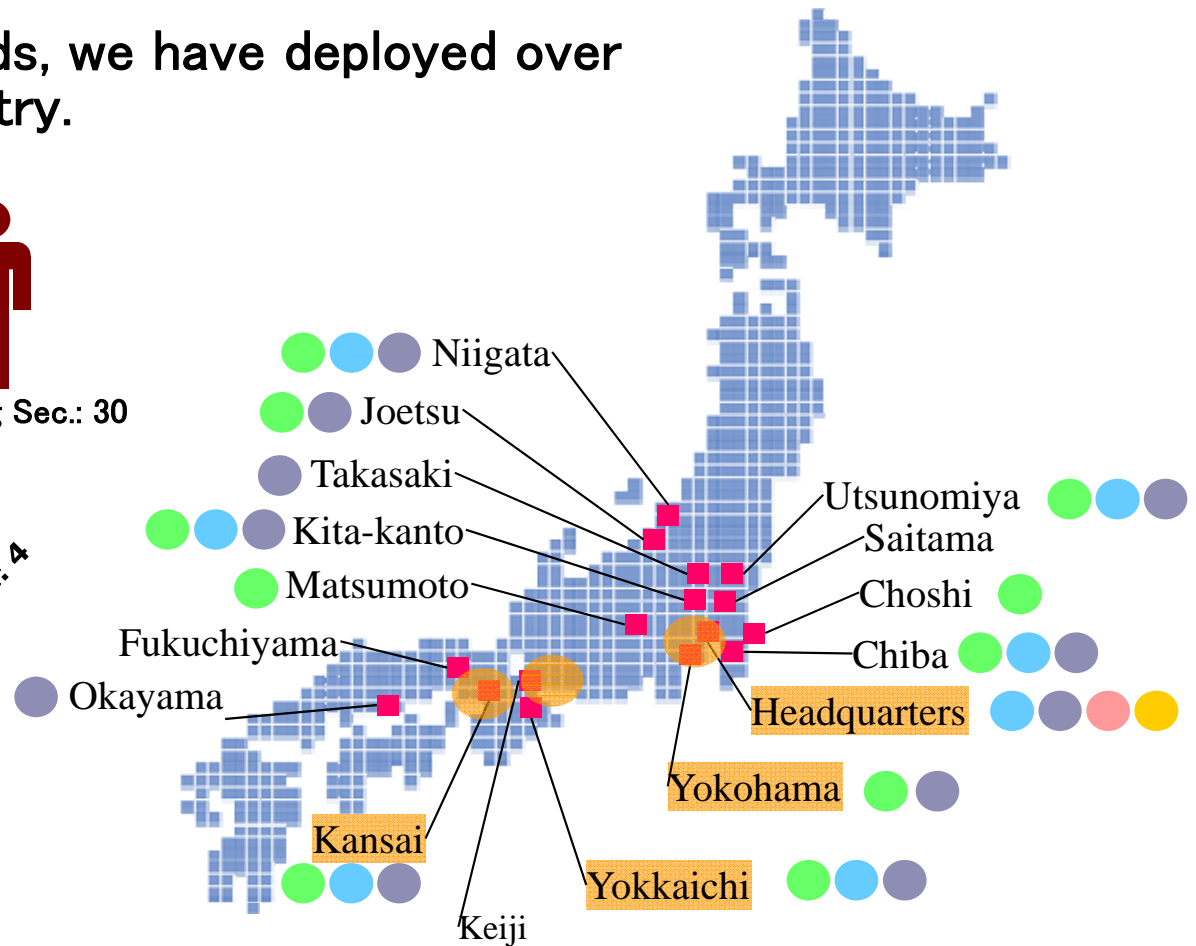 ds, we have deployed over
try.
Niigata
Joetsu
Sec.: 30
Takasaki
Utsunomiya
Kita-kanto
Saitama
: 4
Matsumoto
Choshi
Fukuchiyama
Chiba
Okayama
Headquarters
Yokohama
Kansai
Yokkaichi
Keiji